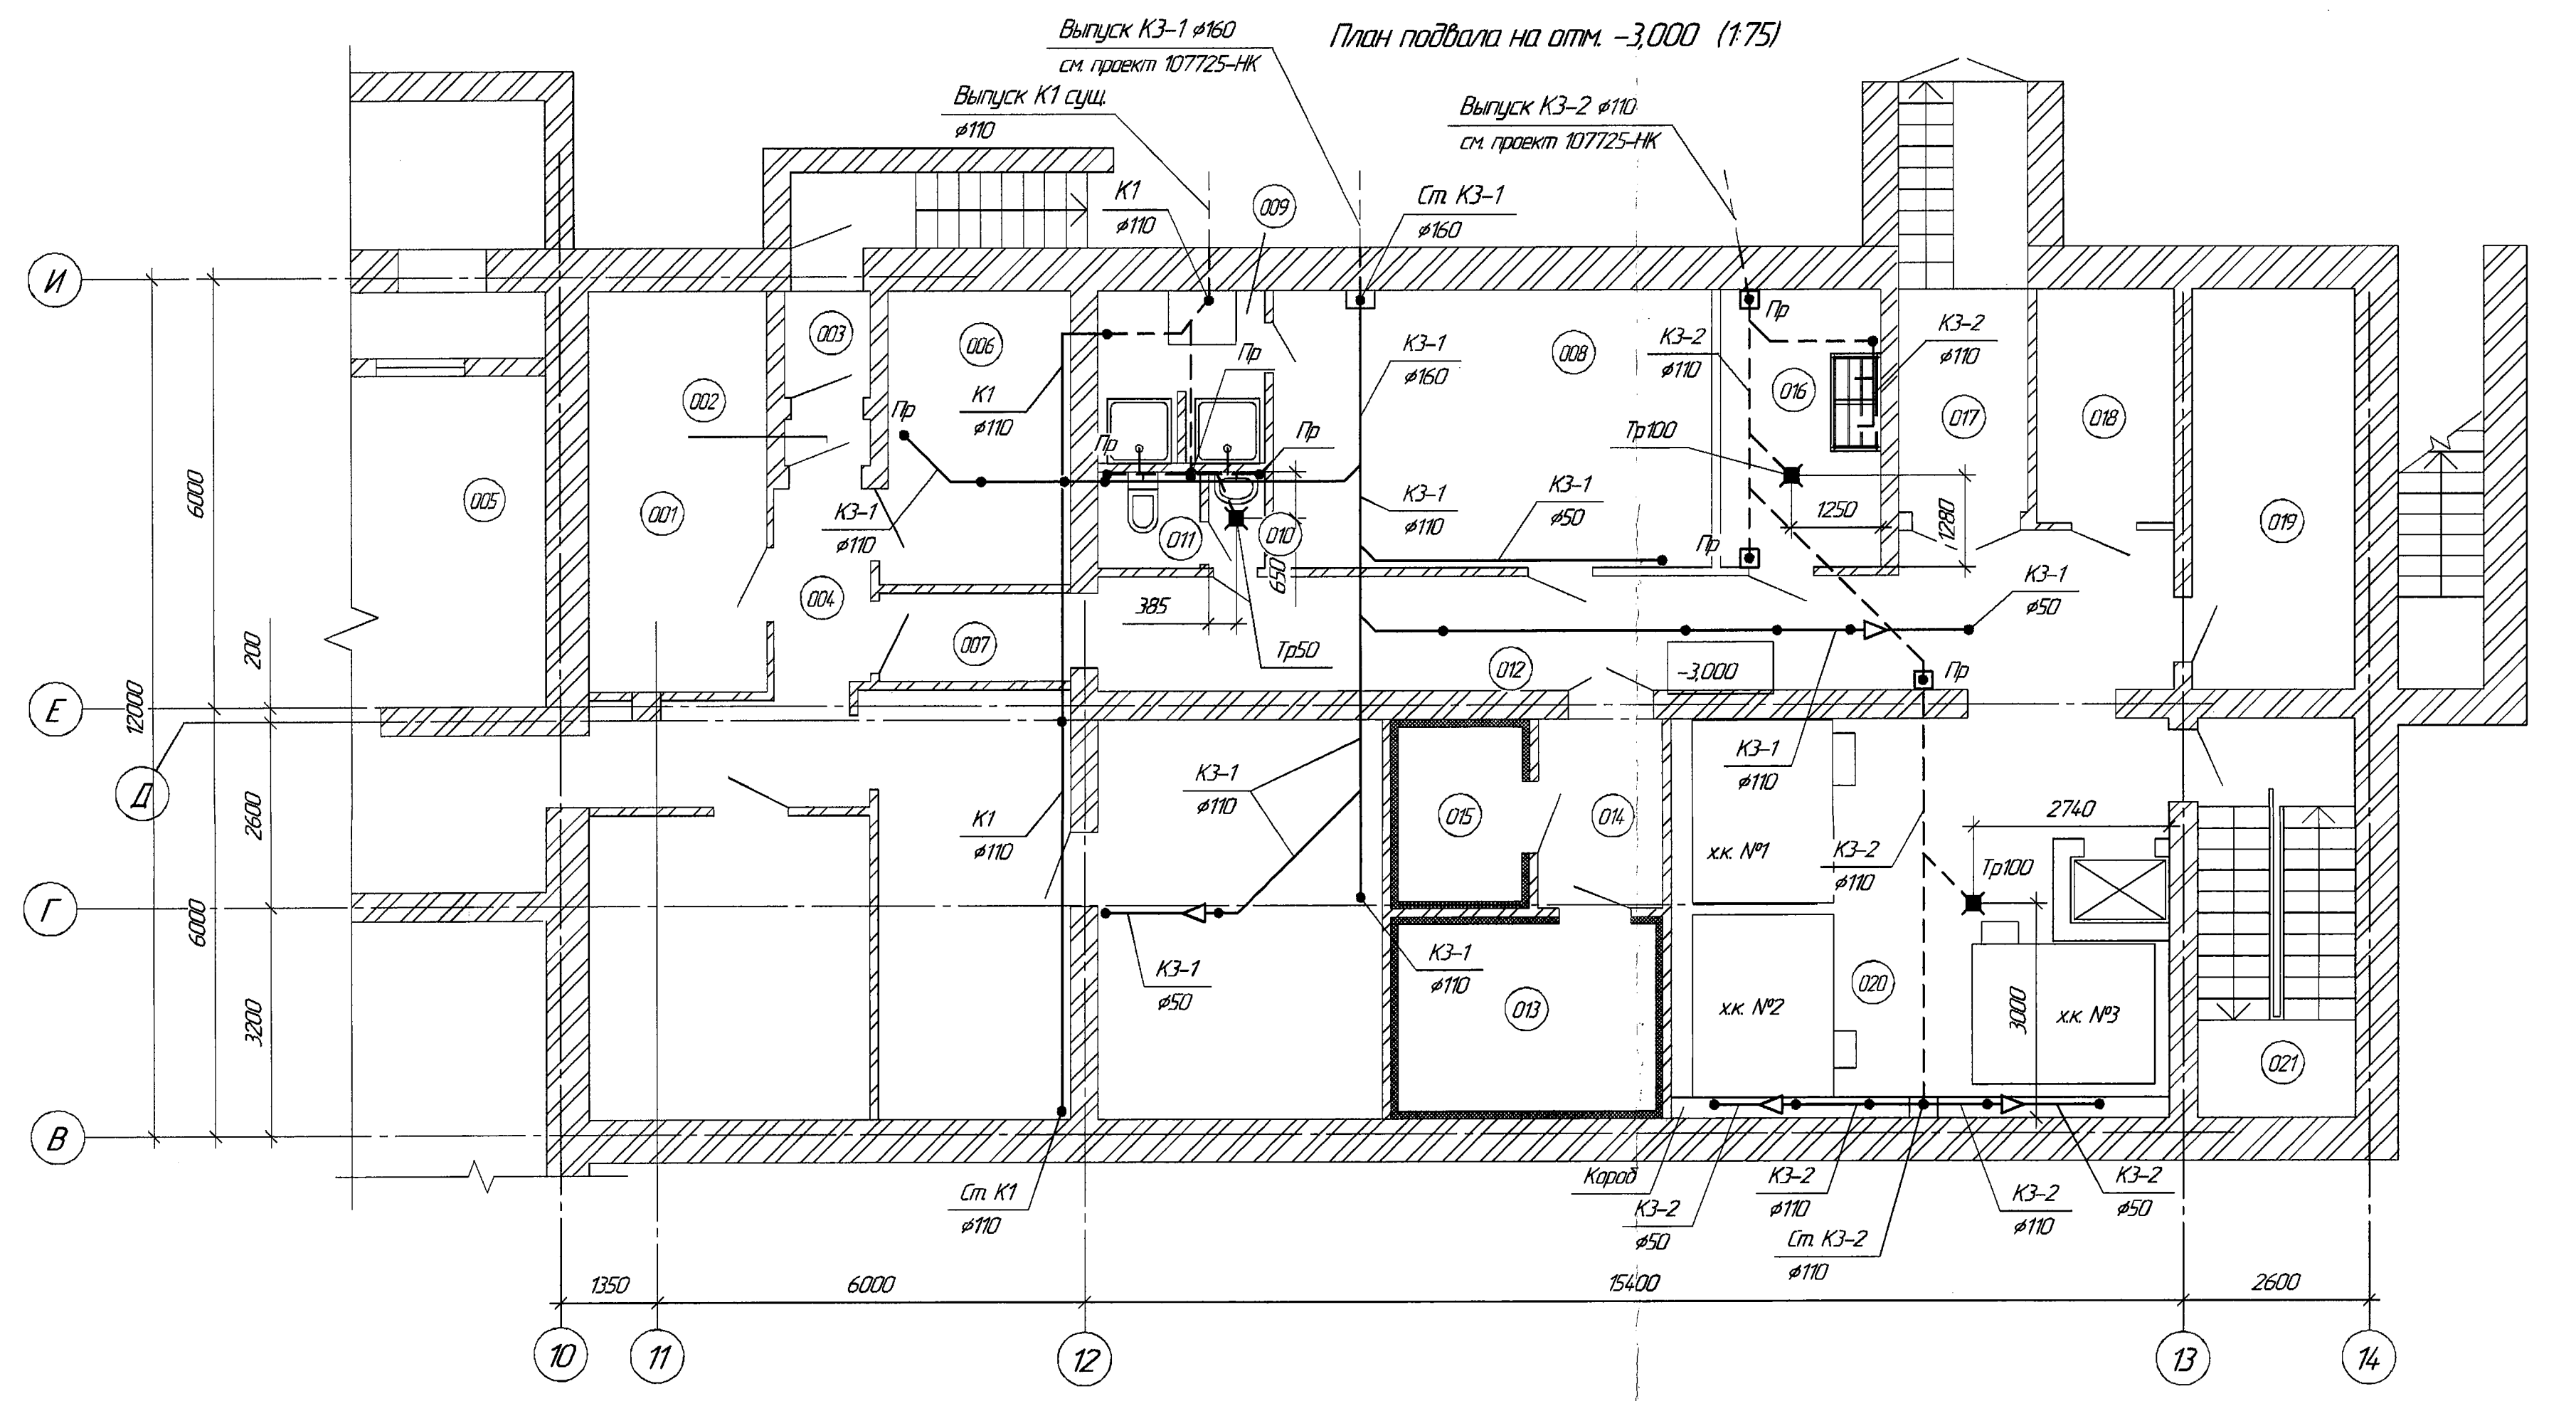 План подвала на отм. –3,000 (1:75)
Выпуск К3–1 ⌀160
см. проект 107725–НК
Выпуск К1 сущ.
⌀110
Выпуск К3–2 ⌀110
см. проект 107725–НК
К1
⌀110
009
Ст. К3–1
⌀160
И
003
006
Пр
008
К3–1
⌀160
К3–2
⌀110
Пр
К3–2
⌀110
002
К1
⌀110
Пр
016
017
018
Пр
Пр
Тр100
005
001
6000
К3–1
⌀110
К3–1
⌀110
К3–1
⌀50
1250
1280
019
011
010
Пр
650
004
385
К3–1
⌀50
200
007
Тр50
012
–3,000
Пр
Е
12000
Д
2600
К3–1
⌀110
К3–1
⌀110
2740
015
014
К1
⌀110
х.к. №1
К3–2
⌀110
Тр100
Г
6000
К3–1
⌀50
К3–1
⌀110
013
х.к. №2
020
3000
х.к. №3
3200
021
В
Ст. К1
⌀110
Короб
К3–2
⌀50
К3–2
⌀110
К3–2
⌀110
К3–2
⌀50
Ст. К3–2
⌀110
1350
6000
15400
2600
10
11
12
13
14